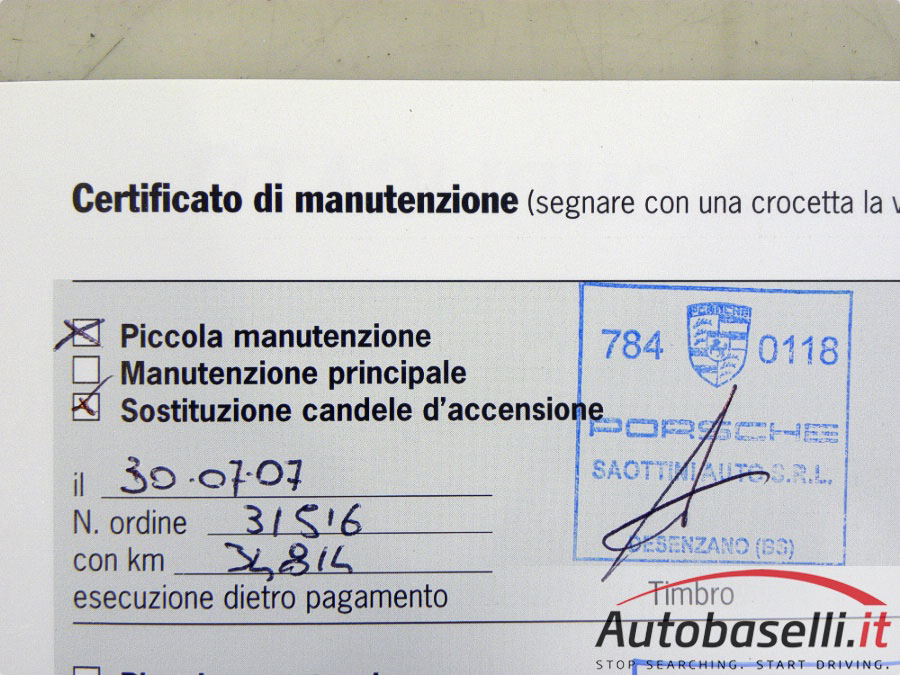 Certificato di manutenzione (segnare con una crocetta la
Piccola manutenzione
Manutenzione principale
Sostituzione candele d'accensione
il 30.07.07
N. ordine 31516
con km 34,814
esecuzione dietro pagamento
784 0118
PORSCHE
SAOTTINI AUTO S.R.L.
DESENZANO (BS)
Timbro
Autobaselli.it
STOP SEARCHING. START DRIVING.